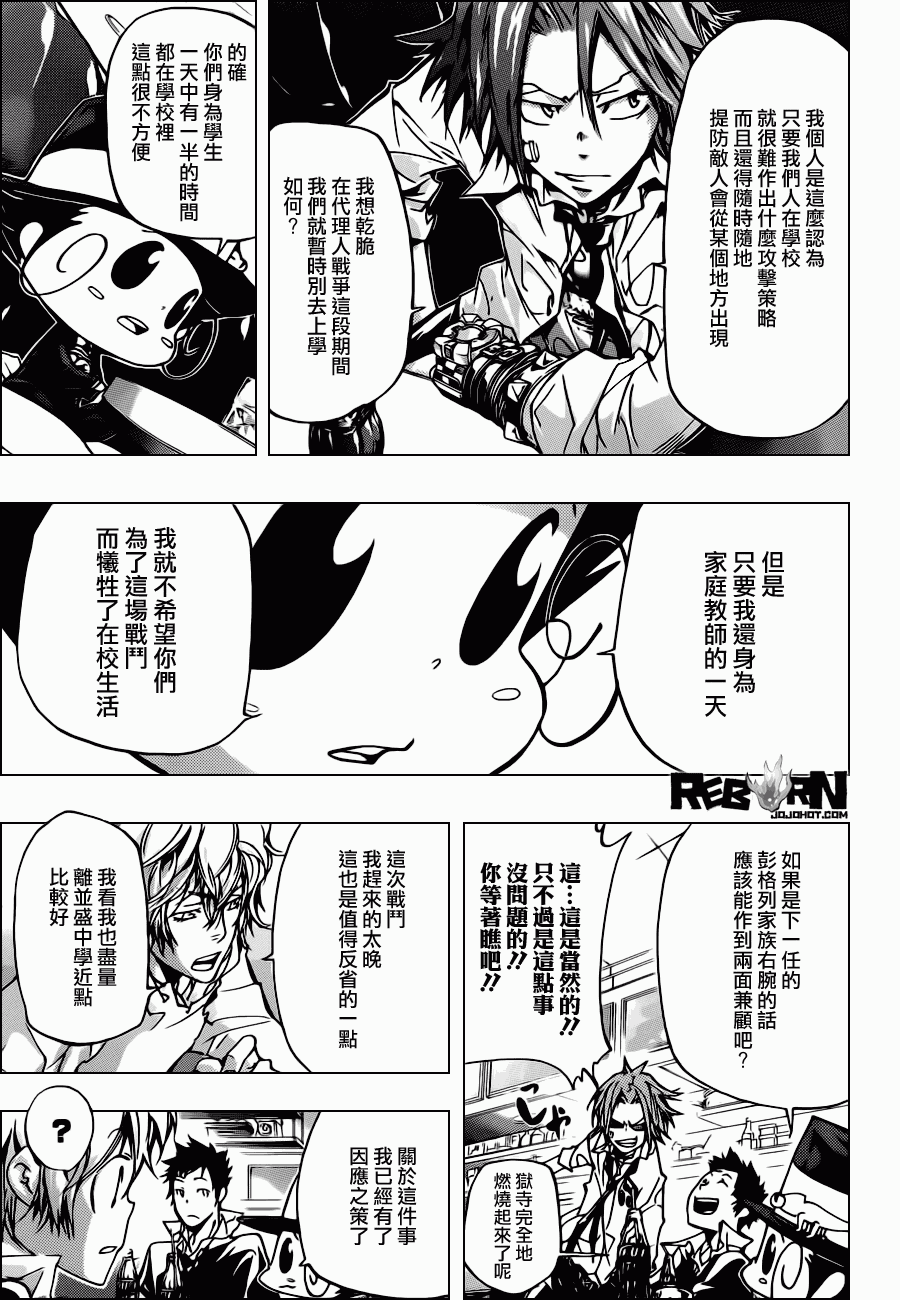 我個人是這麼認為
只要我們人在學校
就很難作出什麼攻擊策略
而且還得隨時隨地
提防敵人會從某個地方出現
我想乾脆
在代理人戰爭這段期間
我們就暫時別去上學
如何？
的確
你們身為學生
一天中有一半的時間
都在學校裡
這點很不方便
但是
只要我還身為
家庭教師的一天
我就不希望你們
為了這場戰鬥
而犧牲了在校生活
REBORN
JOJOHOT.COM
如果是下一任的
彭格列家族右腕的話
應該能作到兩面兼顧吧？
這…這是當然的!!
只不過是這點事
沒問題的!!
你等著瞧吧!!
獄寺完全地
燃燒起來了呢
這次戰鬥
我趕來的太晚
這也是值得反省的一點
我看我也盡量
離並盛中學近點
比較好
關於這件事
我已經有了
因應之策了
?